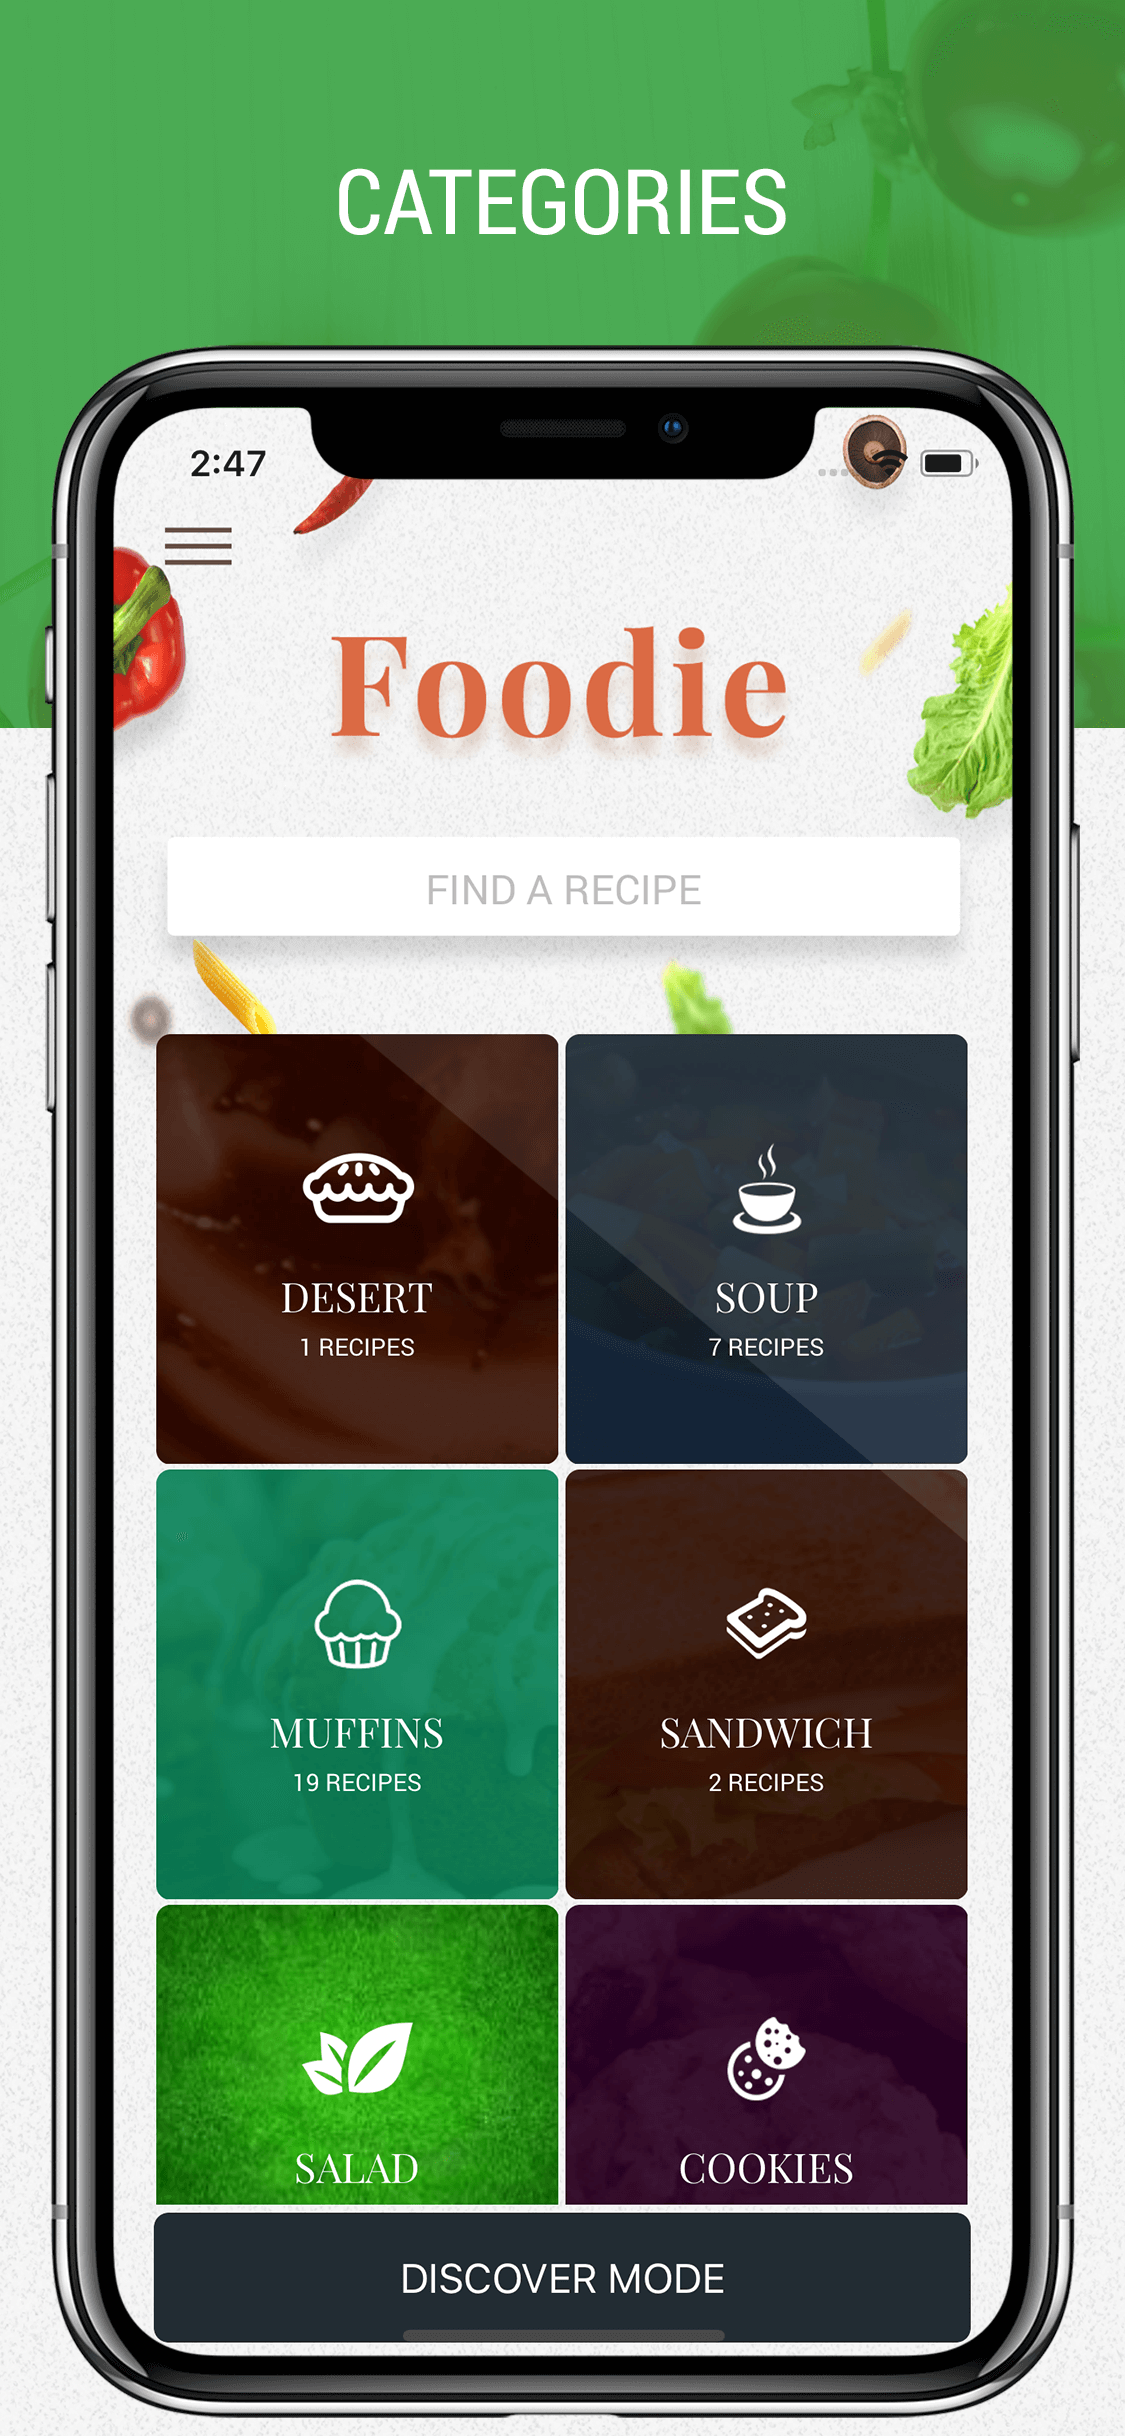 CATEGORIES
2:47
Foodie
FIND A RECIPE
DESERT
1 RECIPES
SOUP
7 RECIPES
MUFFINS
19 RECIPES
SANDWICH
2 RECIPES
SALAD
COOKIES
DISCOVER MODE